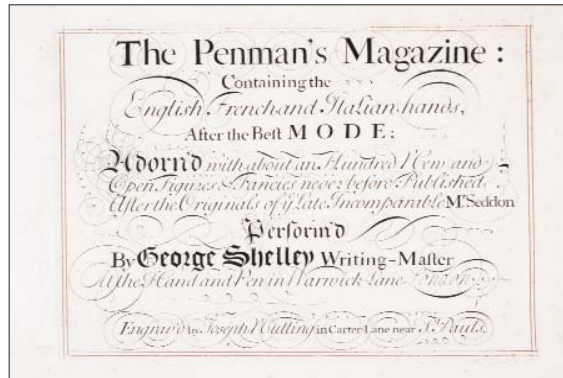 The Penman's Magazine:
Containing the
English French and Italian hands,
After the Beſt MODE;
Adorn'd with about an Hundred New and
Open Figures & Fancies never before Published.
After the Originals of yͤ Late Incomparable Mͬ Seddon
Perform'd
By George Shelley Writing-Maſter
At the Hand and Pen in Warwick Lane London
Engrav'd by Joseph Nutting in Carter Lane near Sͭ Pauls.